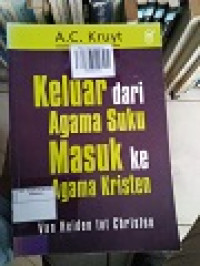 A.C. Kruyt
Keluar dari
Agama Suku
Masuk ke
Agama Kristen
Van Heiden tot Christen